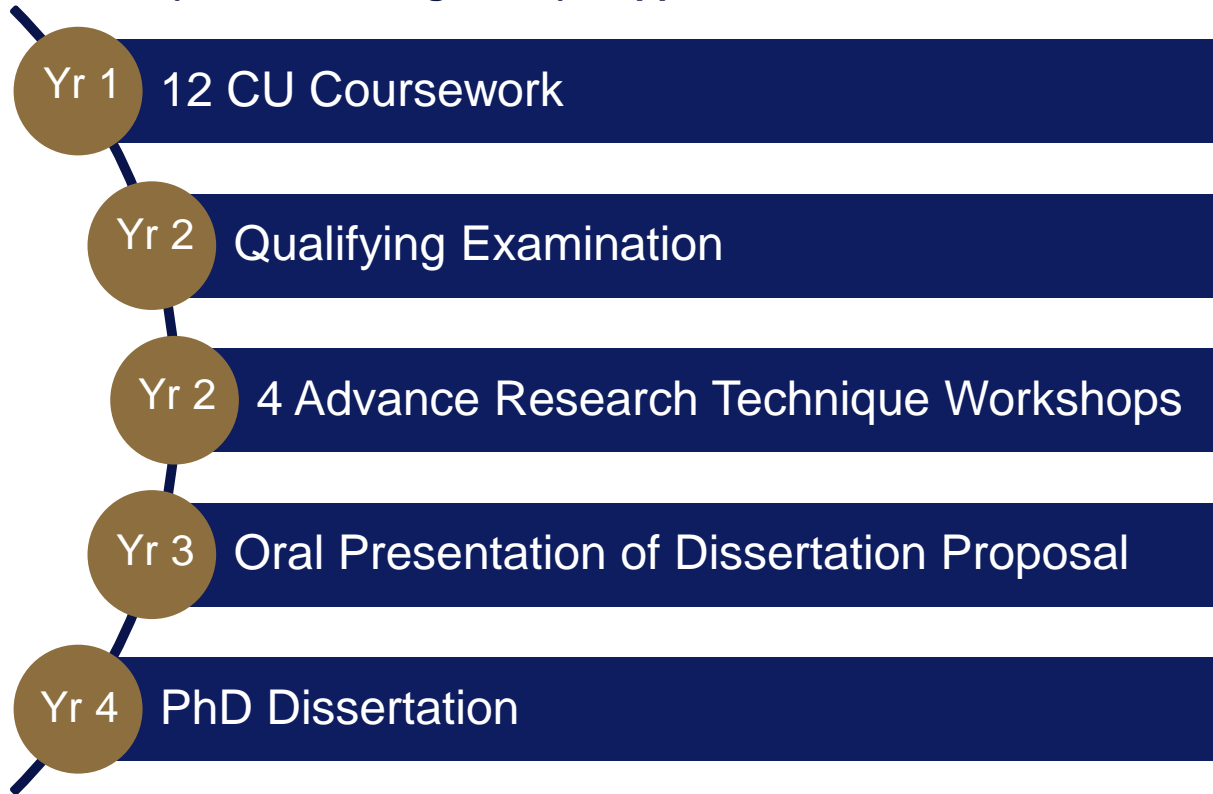 Yr 1
12 CU Coursework
Yr 2
Qualifying Examination
Yr 2
4 Advance Research Technique Workshops
Yr 3
Oral Presentation of Dissertation Proposal
Yr 4
PhD Dissertation